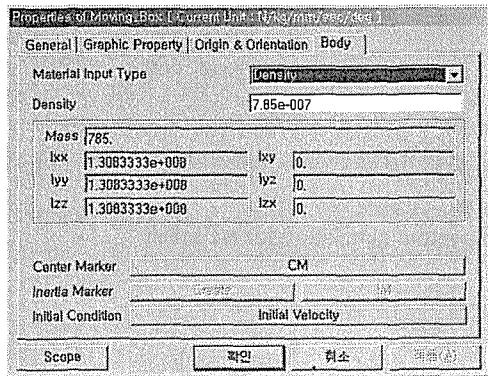 Properties of Moving_Box [ Current Unit : N/kg/mm/sec/deg ]
General Graphic Property Origin & Orientation Body
Material Input Type Density
Density 7.85e-007
Mass 785.
Ixx 1.3083333e+008 Ixy 0.
Iyy 1.3083333e+008 Iyz 0.
Izz 1.3083333e+008 Izx 0.
Center Marker CM
Inertia Marker Create IM
Initial Condition Initial Velocity
Scope 확인 취소